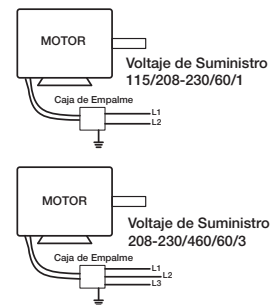 MOTOR
Voltaje de Suministro
115/208-230/60/1
Caja de Empalme
L1
L2
MOTOR
Voltaje de Suministro
208-230/460/60/3
Caja de Empalme
L1
L2
L3